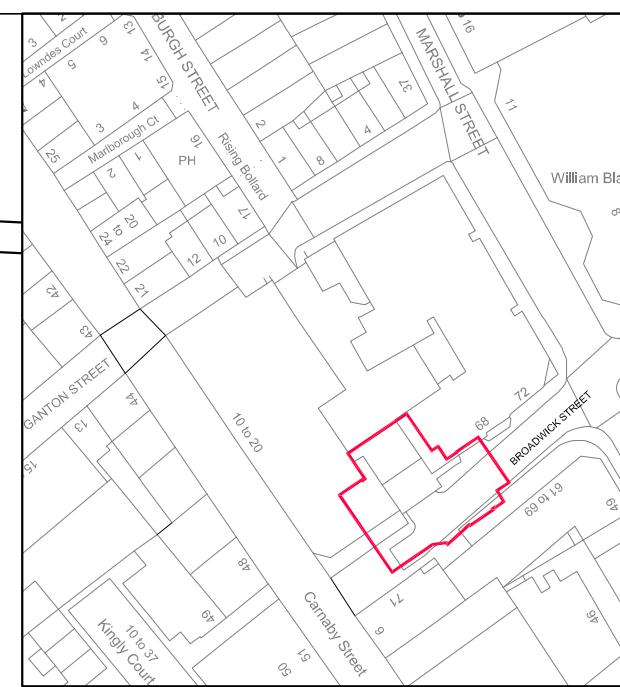 3
Lowndes Court
4
5
6
13
14
15
BURGH STREET
3
4
Marlborough Ct
25
2
1
16
PH
Rising Bollard
2
1
8
4
37
MARSHALL STREET
16
11
William Bla
8
24
to
20
22
21
12
10
17
42
43
GANTON STREET
44
13
15
10 to 20
68
72
BROADWICK STREET
61 to 69
49
48
49
71
6
Carnaby Street
10 to 37
Kingly Court
50
51
46